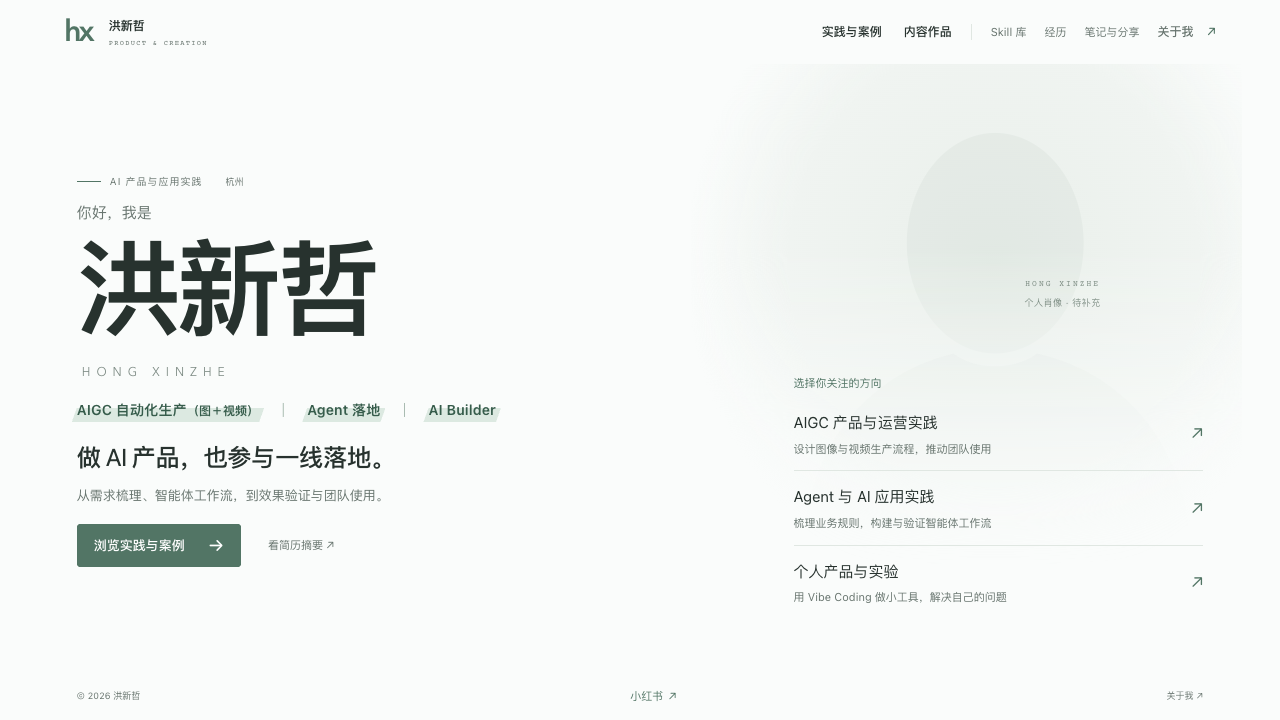 hx
洪新哲
PRODUCT & CREATION
实践与案例 内容作品 Skill 库 经历 笔记与分享 关于我 ↗
AI 产品与应用实践 杭州
你好，我是
洪新哲
HONG XINZHE
AIGC 自动化生产（图＋视频） | Agent 落地 | AI Builder
做 AI 产品，也参与一线落地。
从需求梳理、智能体工作流，到效果验证与团队使用。
浏览实践与案例 →
看简历摘要 ↗
HONG XINZHE
个人肖像 · 待补充
选择你关注的方向
AIGC 产品与运营实践
设计图像与视频生产流程，推动团队使用
Agent 与 AI 应用实践
梳理业务规则，构建与验证智能体工作流
个人产品与实验
用 Vibe Coding 做小工具，解决自己的问题
© 2026 洪新哲
小红书 ↗
关于我 ↗